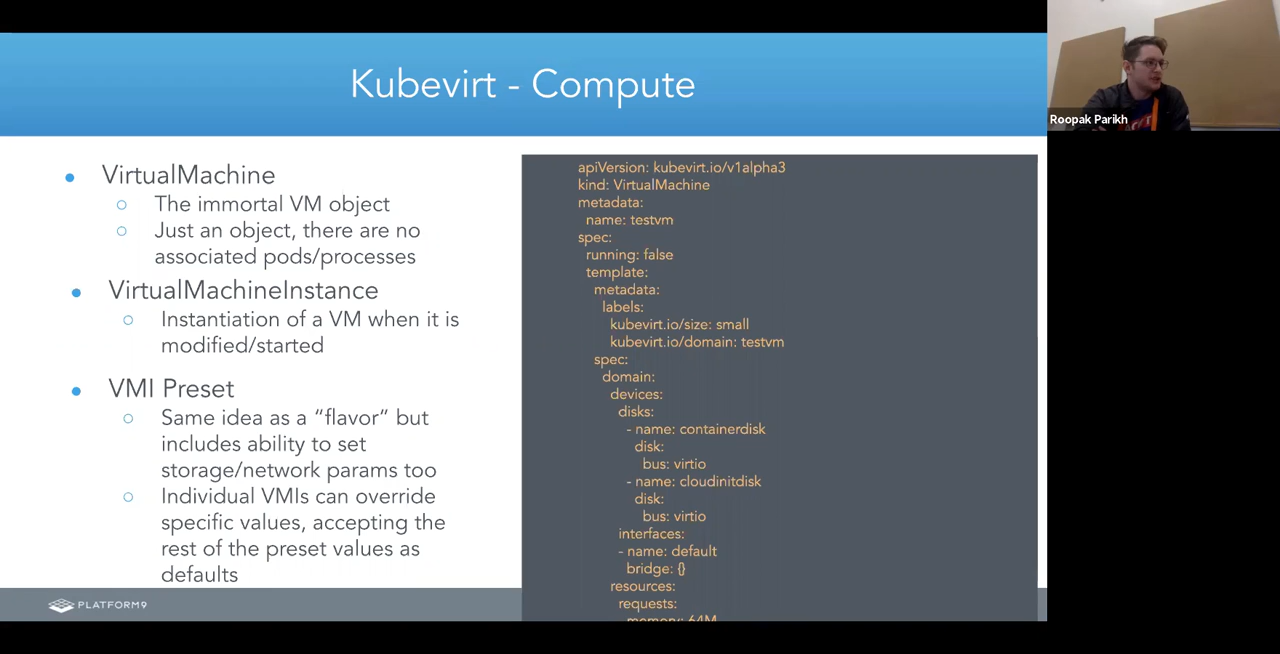 Kubevirt - Compute
Roopak Parikh
VirtualMachine
The immortal VM object
Just an object, there are no
associated pods/processes
VirtualMachineInstance
Instantiation of a VM when it is
modified/started
VMI Preset
Same idea as a “flavor” but
includes ability to set
storage/network params too
Individual VMIs can override
specific values, accepting the
rest of the preset values as
defaults
apiVersion: kubevirt.io/v1alpha3
kind: VirtualMachine
metadata:
name: testvm
spec:
running: false
template:
metadata:
labels:
kubevirt.io/size: small
kubevirt.io/domain: testvm
spec:
domain:
devices:
disks:
- name: containerdisk
disk:
bus: virtio
- name: cloudinitdisk
disk:
bus: virtio
interfaces:
- name: default
bridge: {}
resources:
requests:
memory: 64M
PLATFORM9